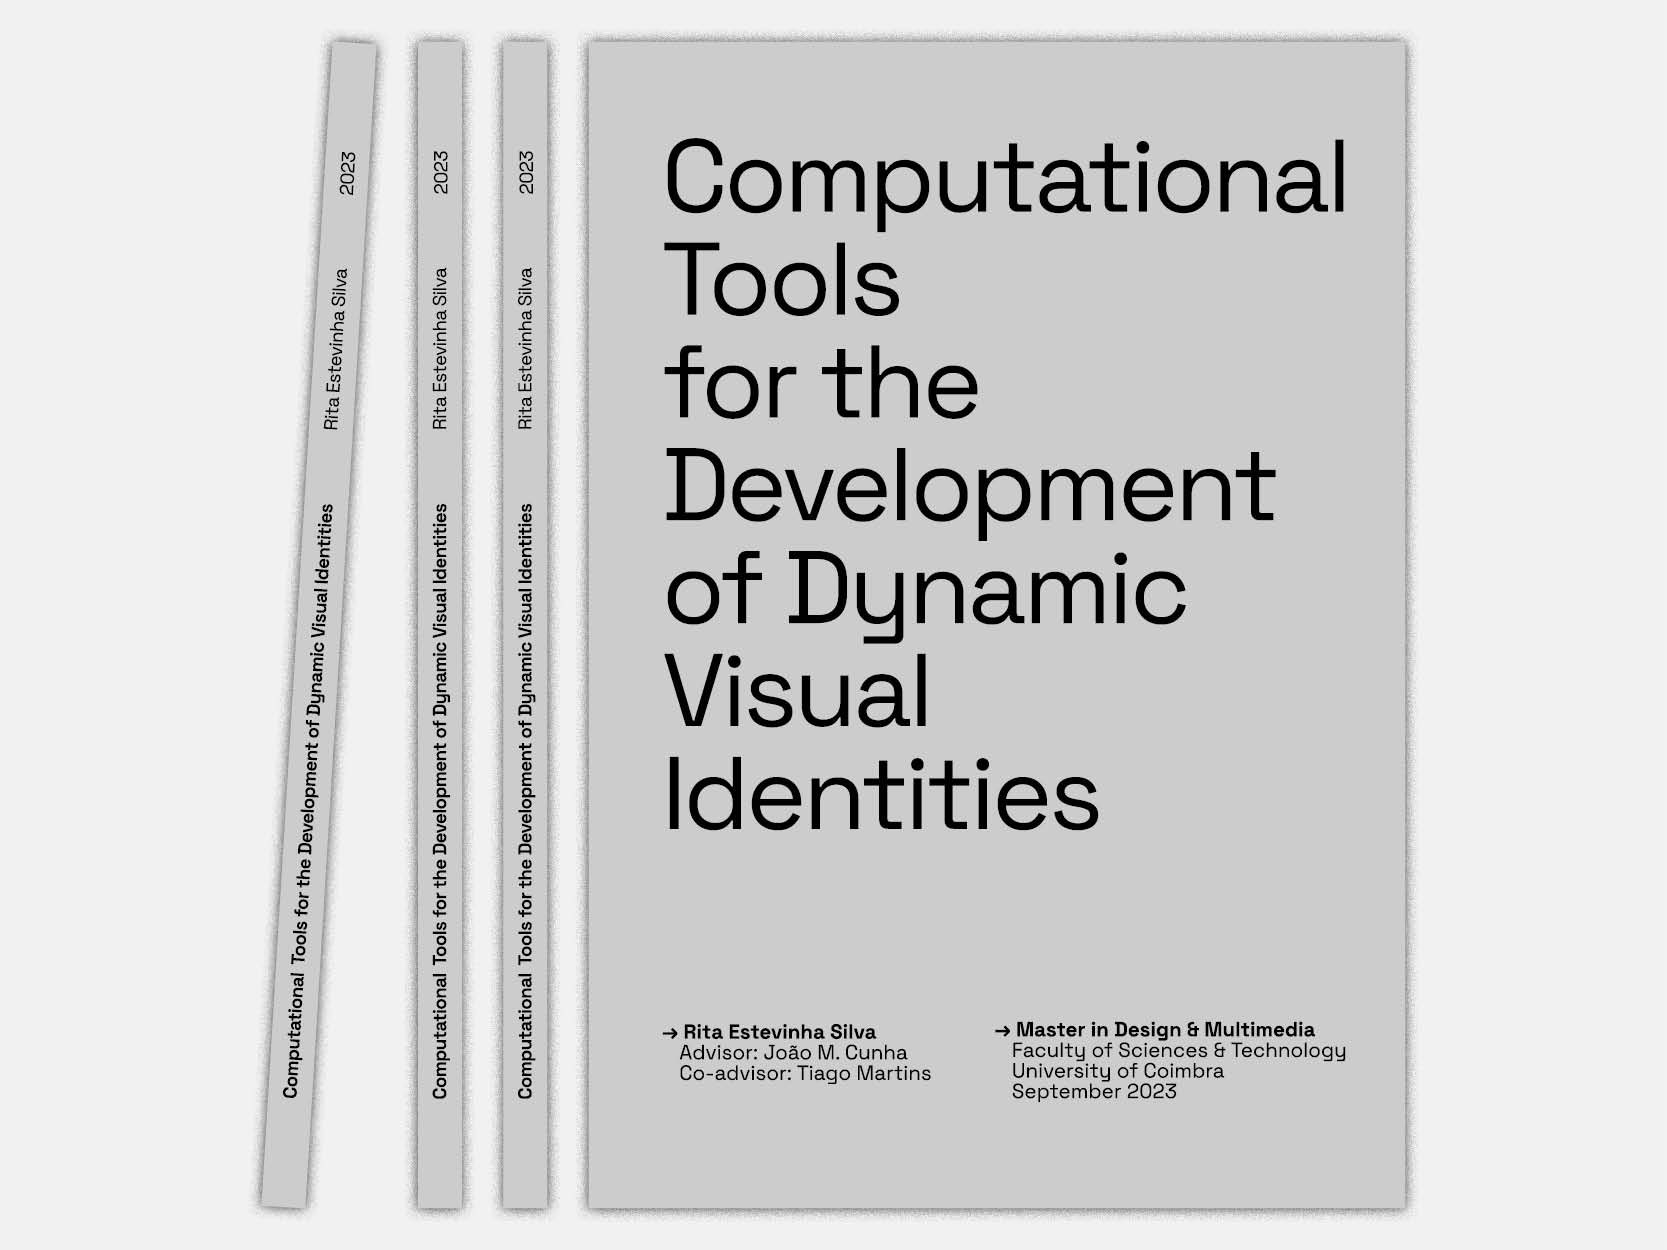 2023
Rita Estevinha Silva
Computational Tools for the Development of Dynamic Visual Identities
2023
Rita Estevinha Silva
Computational Tools for the Development of Dynamic Visual Identities
2023
Rita Estevinha Silva
Computational Tools for the Development of Dynamic Visual Identities
Computational
Tools
for the
Development
of Dynamic
Visual
Identities
→ Rita Estevinha Silva
Advisor: João M. Cunha
Co-advisor: Tiago Martins
→ Master in Design & Multimedia
Faculty of Sciences & Technology
University of Coimbra
September 2023